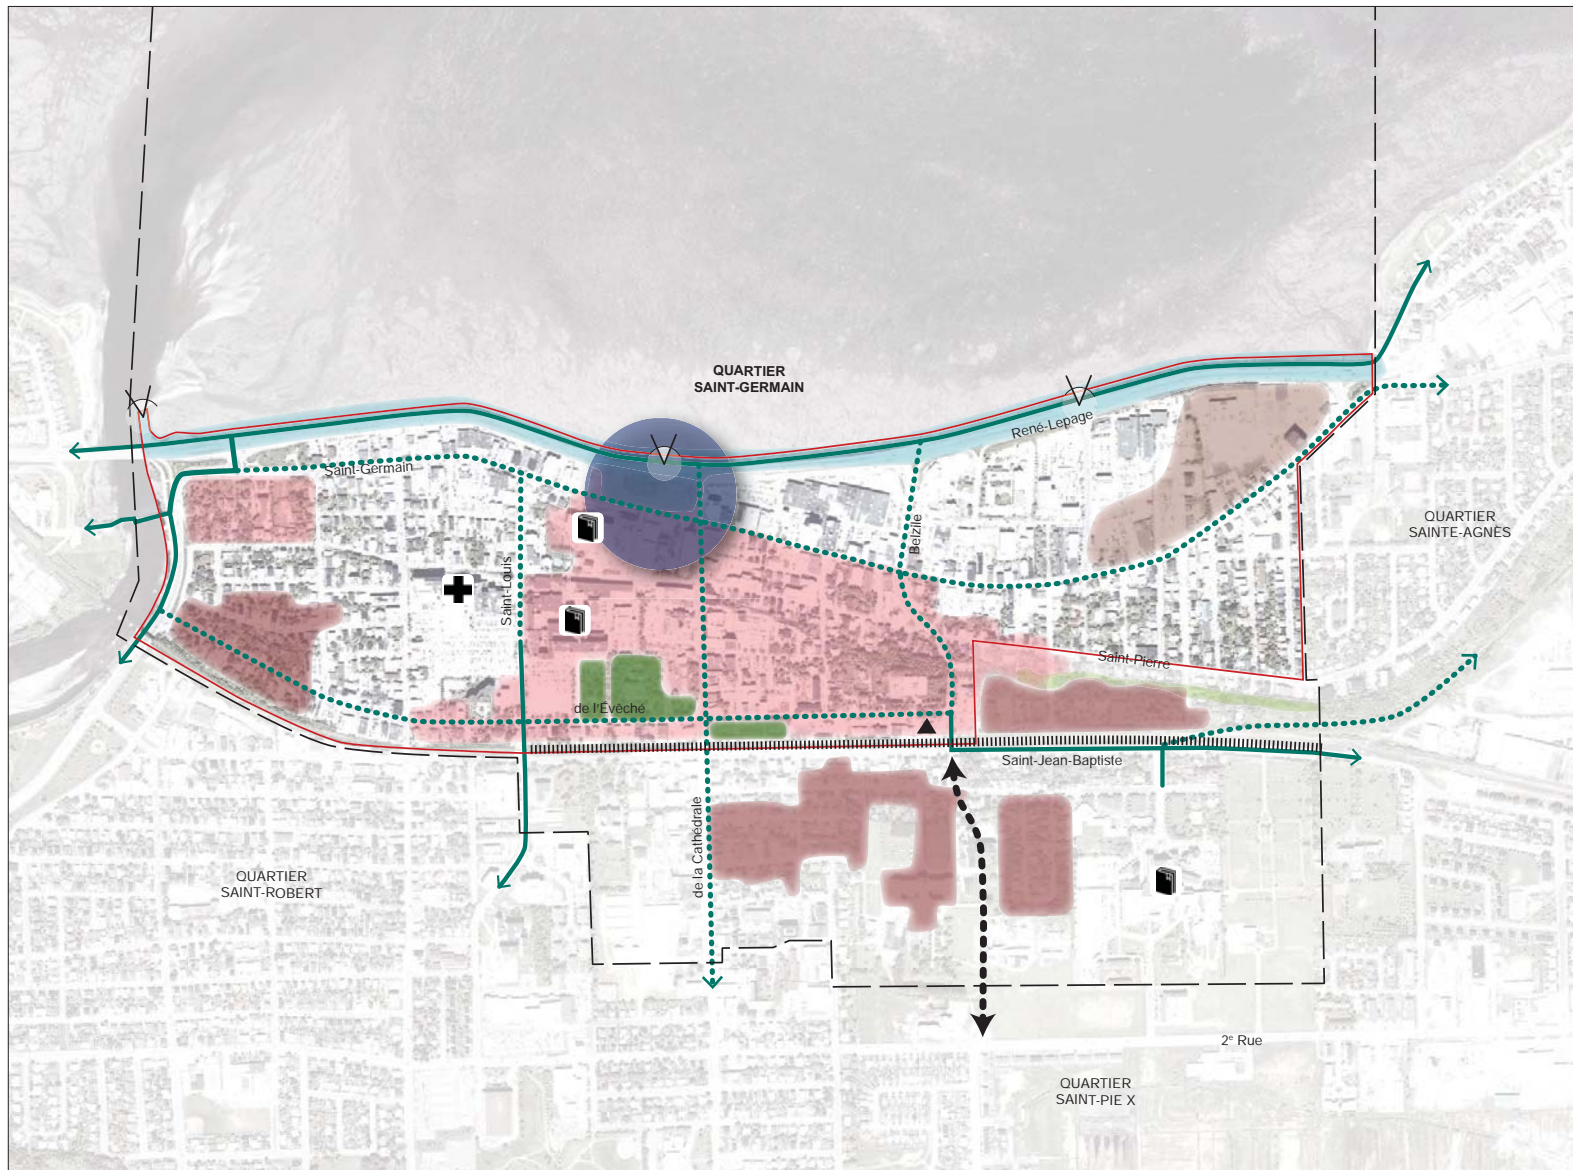 QUARTIER
SAINT-GERMAIN
René-Lepage
Saint-Germain
Belzile
QUARTIER
SAINTE-AGNÈS
Saint-Louis
Saint-Pierre
de l'Évêché
Saint-Jean-Baptiste
de la Cathédrale
QUARTIER
SAINT-ROBERT
2e Rue
QUARTIER
SAINT-PIE X